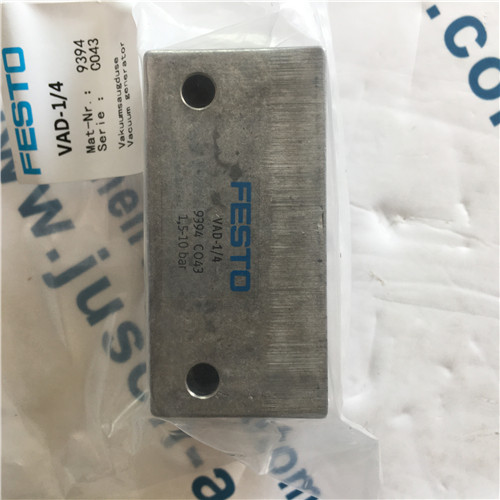 FESTO
VAD-1/4
Mat-Nr.: 9394
Serie : C043
Vakuumsaugdüse
Vacuum generator
FESTO
VAD-1/4
9394 C043
1,5-10 bar